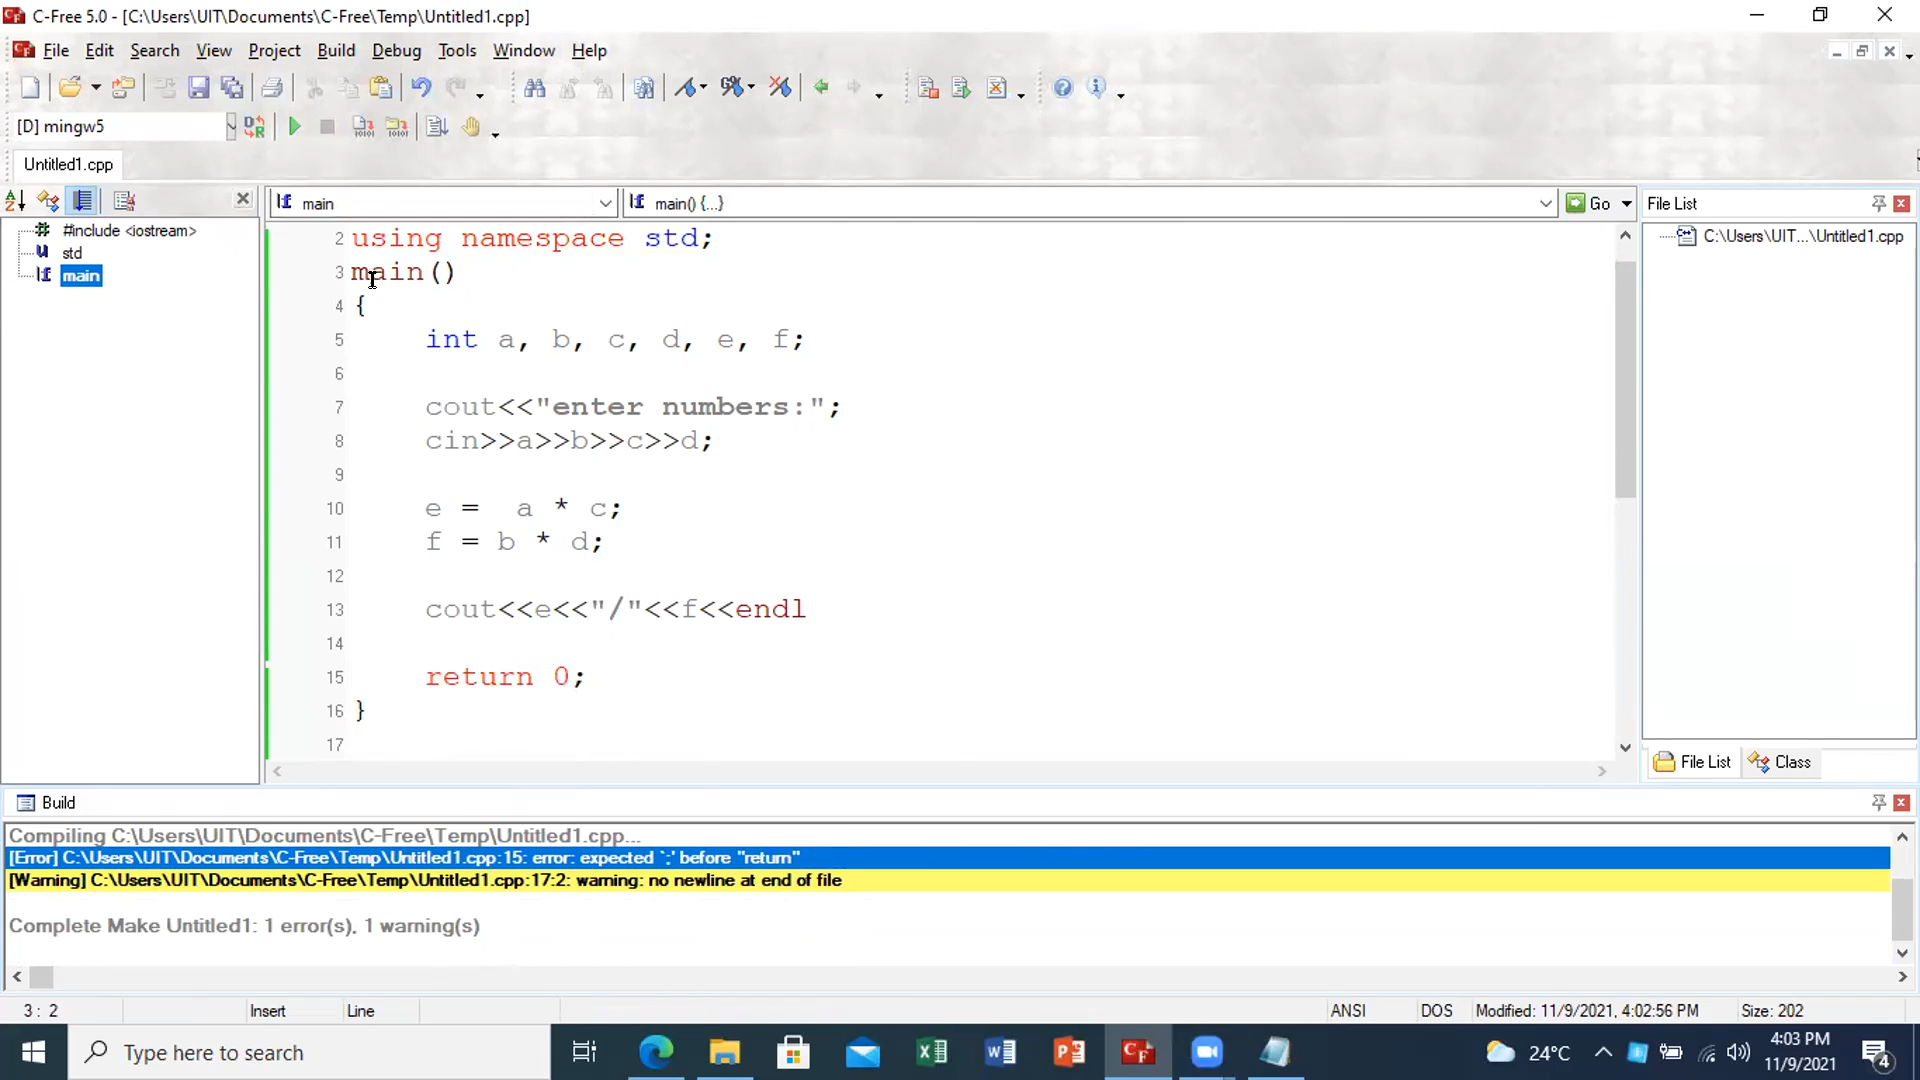 C-Free 5.0 - [C:\Users\UIT\Documents\C-Free\Temp\Untitled1.cpp]
File Edit Search View Project Build Debug Tools Window Help
[D] mingw5
Untitled1.cpp
main
main() {...}
Go
File List
#include <iostream>
std
main
C:\Users\UIT...\Untitled1.cpp
2 using namespace std;
3 main()
4 {
5 int a, b, c, d, e, f;
6
7 cout<<"enter numbers:";
8 cin>>a>>b>>c>>d;
9
10 e =  a * c;
11 f = b * d;
12
13 cout<<e<<"/"<<f<<endl
14
15 return 0;
16 }
17
File List Class
Build
Compiling C:\Users\UIT\Documents\C-Free\Temp\Untitled1.cpp...
[Error] C:\Users\UIT\Documents\C-Free\Temp\Untitled1.cpp:15: error: expected `;' before "return"
[Warning] C:\Users\UIT\Documents\C-Free\Temp\Untitled1.cpp:17:2: warning: no newline at end of file
Complete Make Untitled1: 1 error(s), 1 warning(s)
3 : 2 Insert Line ANSI DOS Modified: 11/9/2021, 4:02:56 PM Size: 202
Type here to search
24°C
4:03 PM
11/9/2021
4